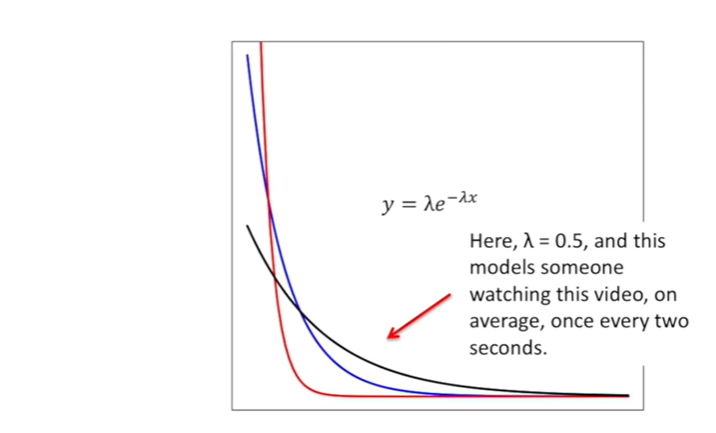 y = λe^{−λx}
Here, λ = 0.5, and this
models someone
watching this video, on
average, once every two
seconds.